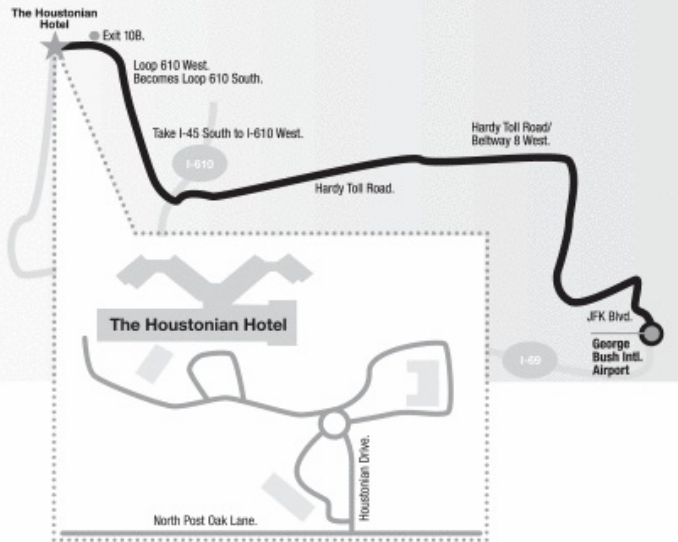 The Houstonian
Hotel
Exit 10B.
Loop 610 West.
Becomes Loop 610 South.
Take I-45 South to I-610 West.
I-610
Hardy Toll Road/
Beltway 8 West.
Hardy Toll Road.
JFK Blvd.
George
Bush Intl.
Airport
I-69
The Houstonian Hotel
Houstonian Drive.
North Post Oak Lane.